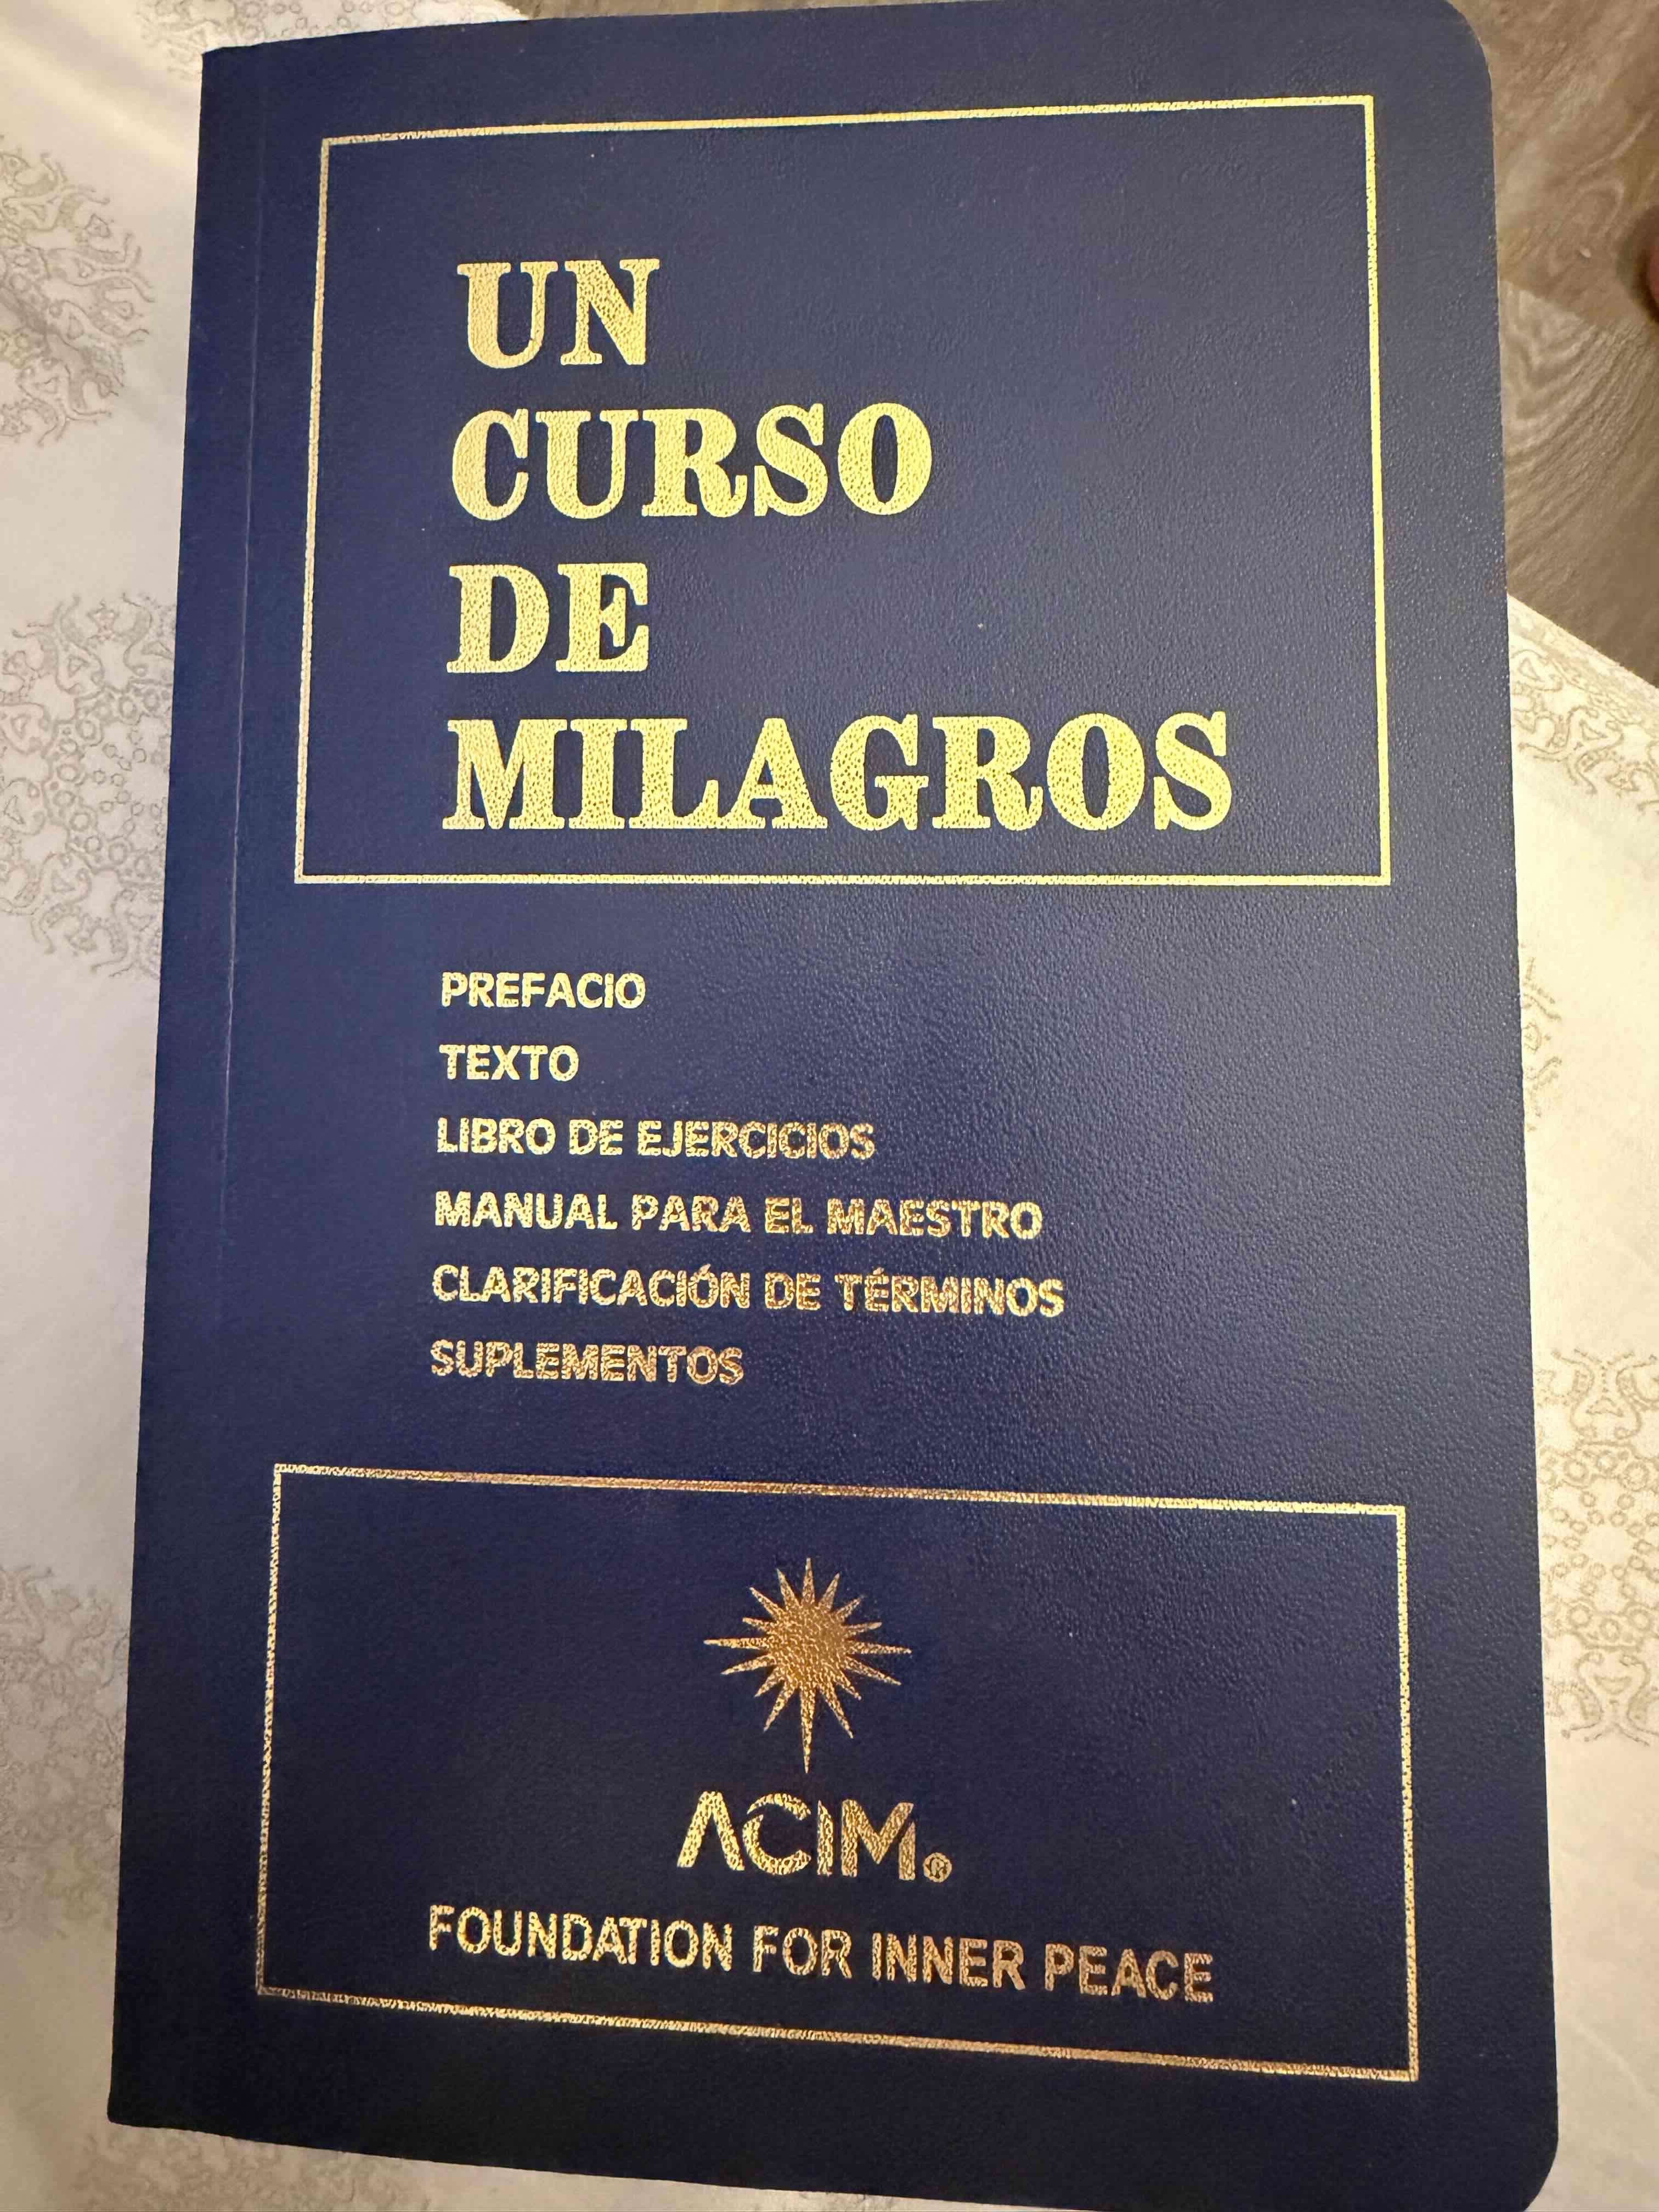 UN
CURSO
DE
MILAGROS
PREFACIO
TEXTO
LIBRO DE EJERCICIOS
MANUAL PARA EL MAESTRO
CLARIFICACIÓN DE TÉRMINOS
SUPLEMENTOS
ACIM®
FOUNDATION FOR INNER PEACE